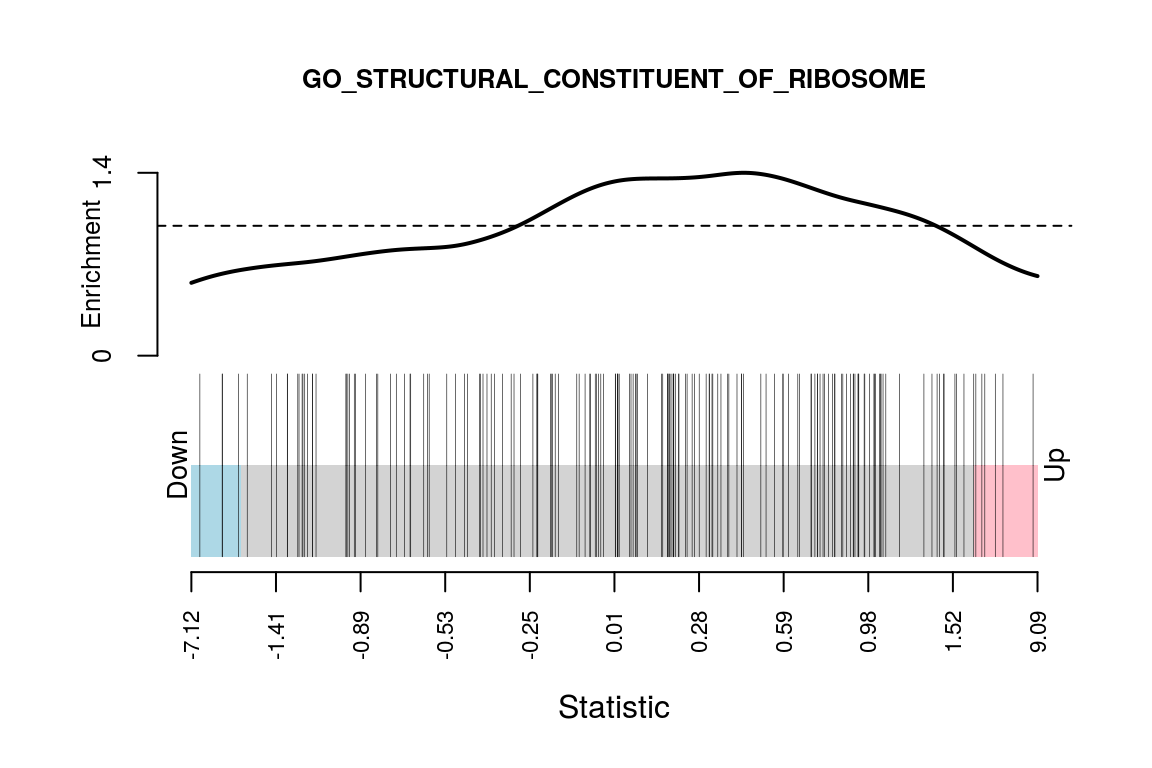 GO_STRUCTURAL_CONSTITUENT_OF_RIBOSOME
Enrichment
1.4
0
Down
Up
-7.12
-1.41
-0.89
-0.53
-0.25
0.01
0.28
0.59
0.98
1.52
9.09
Statistic